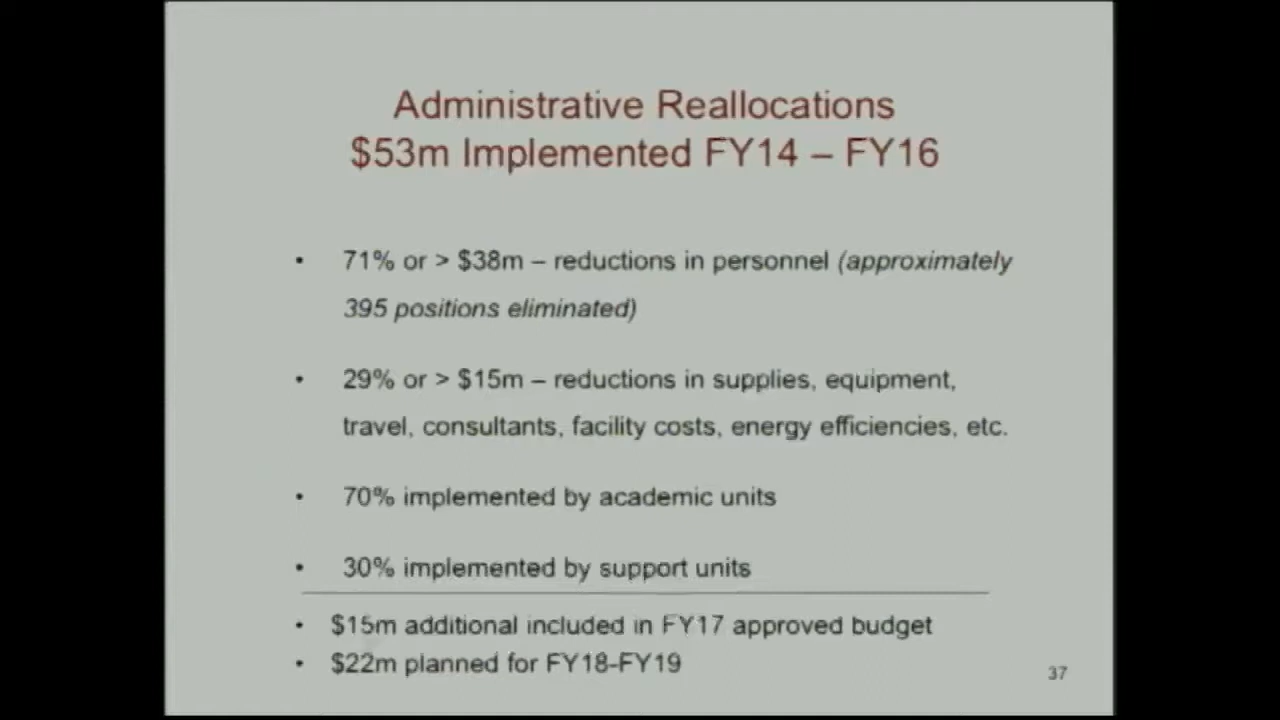 Administrative Reallocations
$53m Implemented FY14 – FY16
• 71% or > $38m – reductions in personnel (approximately
395 positions eliminated)
• 29% or > $15m – reductions in supplies, equipment,
travel, consultants, facility costs, energy efficiencies, etc.
• 70% implemented by academic units
• 30% implemented by support units
• $15m additional included in FY17 approved budget
• $22m planned for FY18-FY19
37